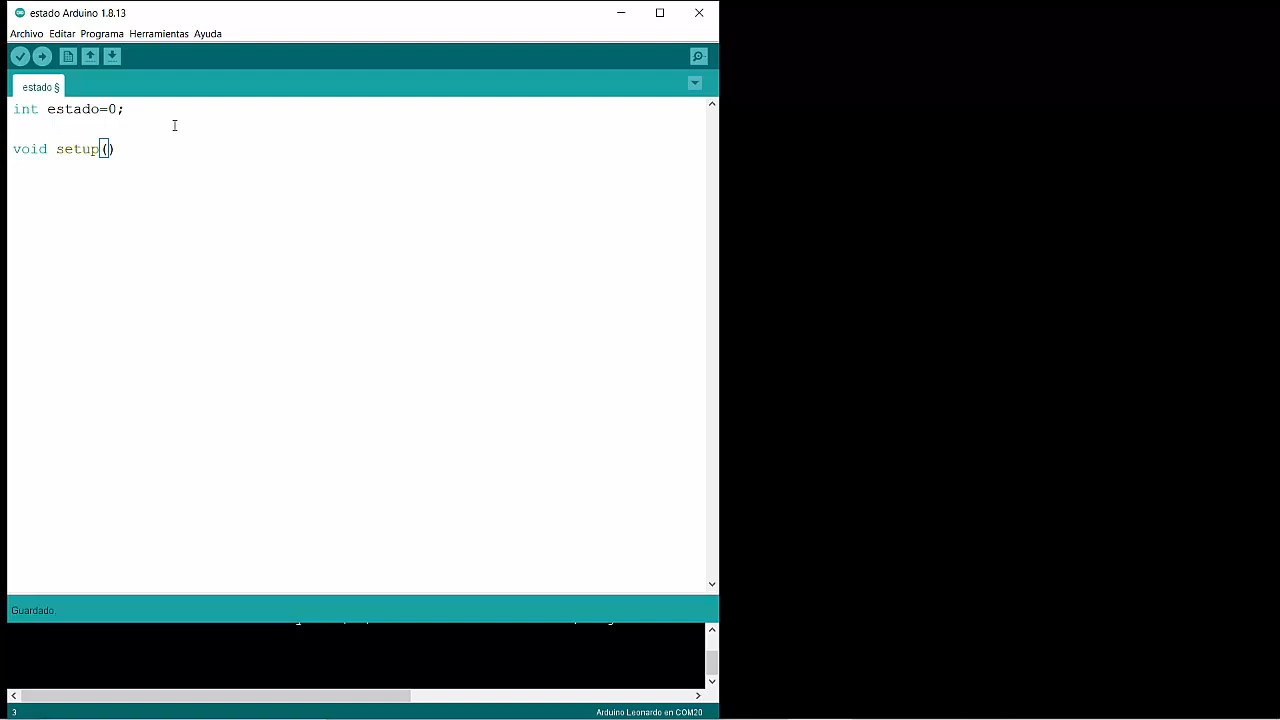 estado Arduino 1.8.13
Archivo Editar Programa Herramientas Ayuda
estado §
int estado=0;
void setup()
Guardado.
3
Arduino Leonardo en COM20